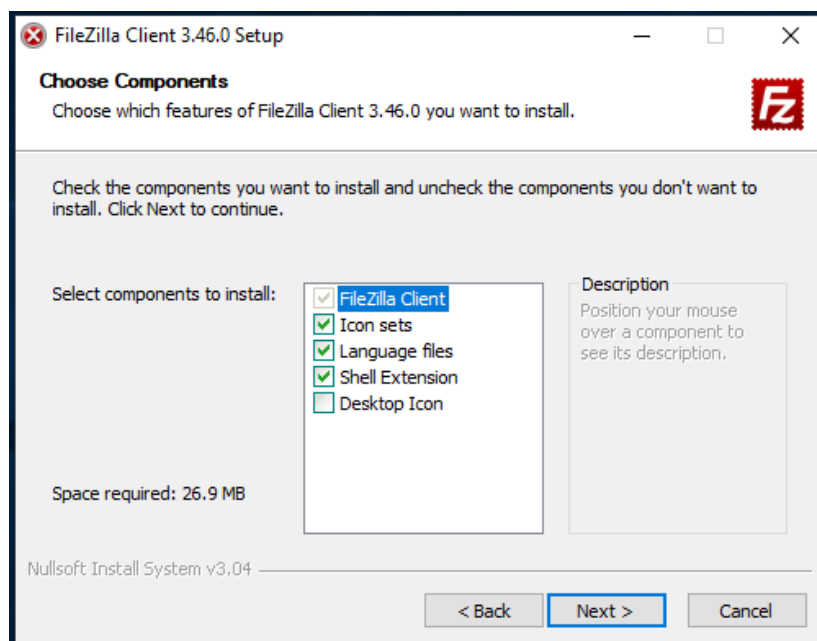 FileZilla Client 3.46.0 Setup
Choose Components
Choose which features of FileZilla Client 3.46.0 you want to install.
Fz
Check the components you want to install and uncheck the components you don't want to
install. Click Next to continue.
Select components to install:
FileZilla Client
Icon sets
Language files
Shell Extension
Desktop Icon
Description
Position your mouse
over a component to
see its description.
Space required: 26.9 MB
Nullsoft Install System v3.04
< Back
Next >
Cancel